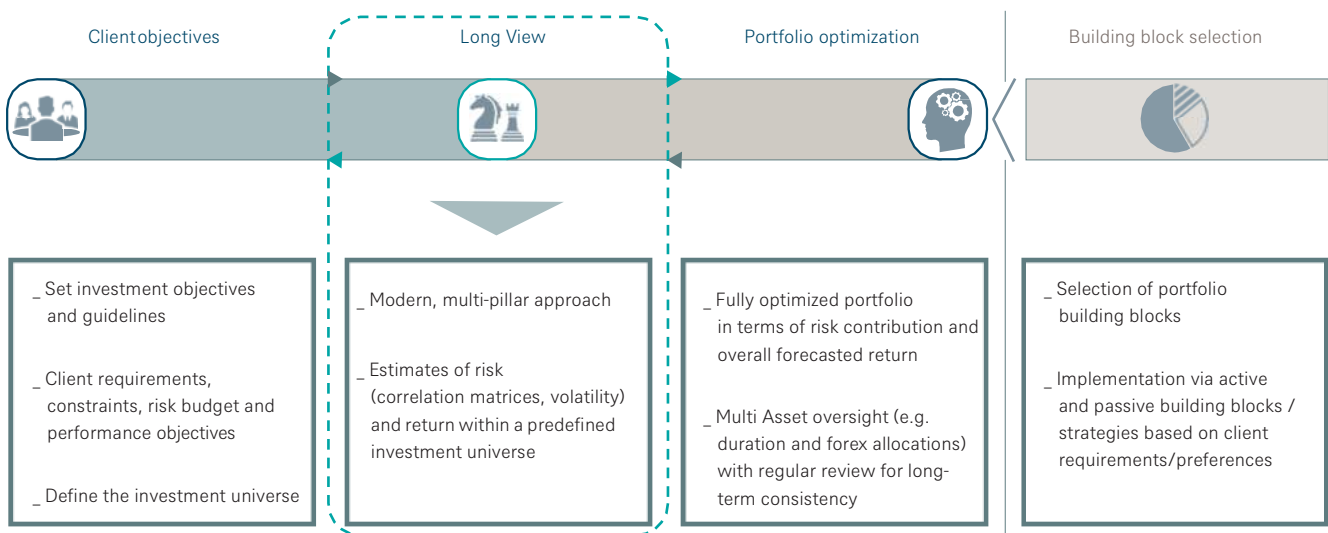 Client objectives
Long View
Portfolio optimization
Building block selection
_ Set investment objectives
and guidelines
_ Client requirements,
constraints, risk budget and
performance objectives
_ Define the investment universe
_ Modern, multi-pillar approach
_ Estimates of risk
(correlation matrices, volatility)
and return within a predefined
investment universe
_ Fully optimized portfolio
in terms of risk contribution and
overall forecasted return
_ Multi Asset oversight (e.g.
duration and forex allocations)
with regular review for long-
term consistency
_ Selection of portfolio
building blocks
_ Implementation via active
and passive building blocks /
strategies based on client
requirements/preferences